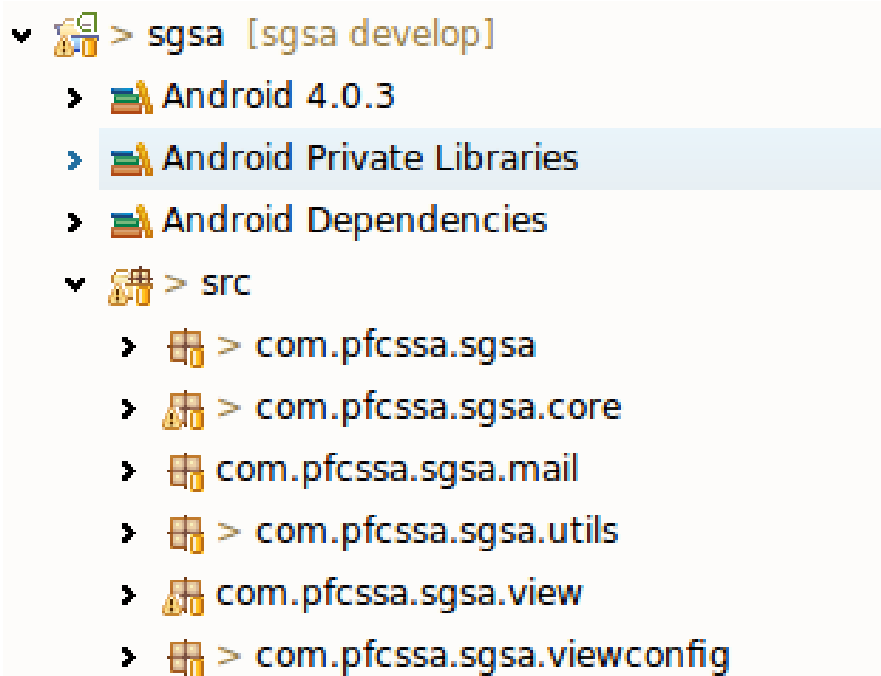 > sgsa [sgsa develop]
Android 4.0.3
Android Private Libraries
Android Dependencies
> src
> com.pfcssa.sgsa
> com.pfcssa.sgsa.core
com.pfcssa.sgsa.mail
> com.pfcssa.sgsa.utils
com.pfcssa.sgsa.view
> com.pfcssa.sgsa.viewconfig